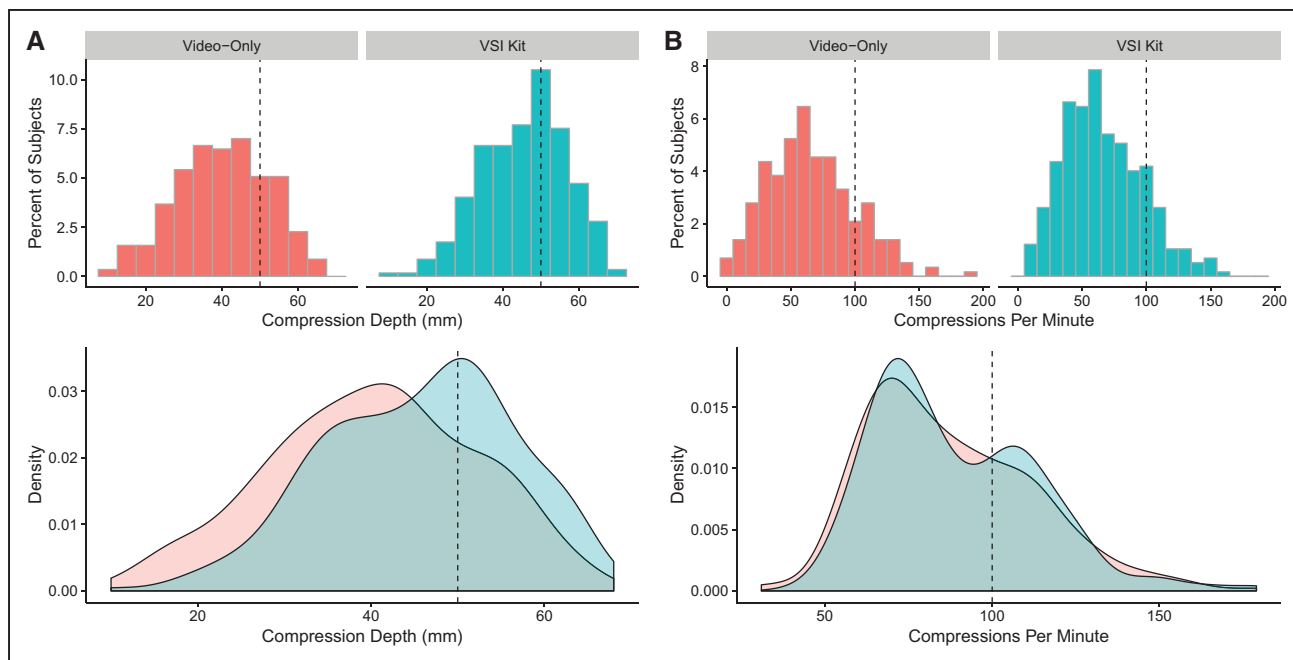 A
Video−Only
VSI Kit
Percent of Subjects
10.0
7.5
5.0
2.5
0.0
20 40 60 20 40 60
Compression Depth (mm)
Density
0.03
0.02
0.01
0.00
20 40 60
Compression Depth (mm)
B
Video−Only
VSI Kit
Percent of Subjects
8
6
4
2
0
0 50 100 150 200 0 50 100 150 200
Compressions Per Minute
Density
0.015
0.010
0.005
0.000
50 100 150
Compressions Per Minute